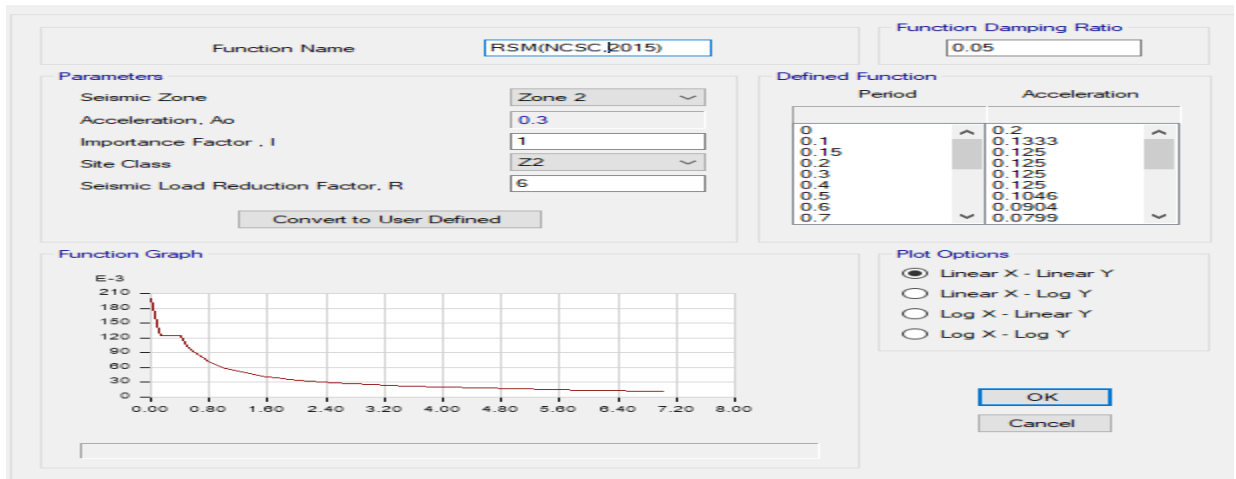 Function Name RSM(NCSC,2015)
Function Damping Ratio
0.05
Parameters
Seismic Zone Zone 2
Acceleration, Ao 0.3
Importance Factor , I 1
Site Class Z2
Seismic Load Reduction Factor, R 6
Convert to User Defined
Defined Function
Period Acceleration
0 0.2
0.1 0.1333
0.15 0.125
0.2 0.125
0.3 0.125
0.4 0.125
0.5 0.1046
0.6 0.0904
0.7 0.0799
Function Graph
E-3
210
180
150
120
90
60
30
0
0.00 0.80 1.60 2.40 3.20 4.00 4.80 5.60 6.40 7.20 8.00
Plot Options
Linear X - Linear Y
Linear X - Log Y
Log X - Linear Y
Log X - Log Y
OK
Cancel